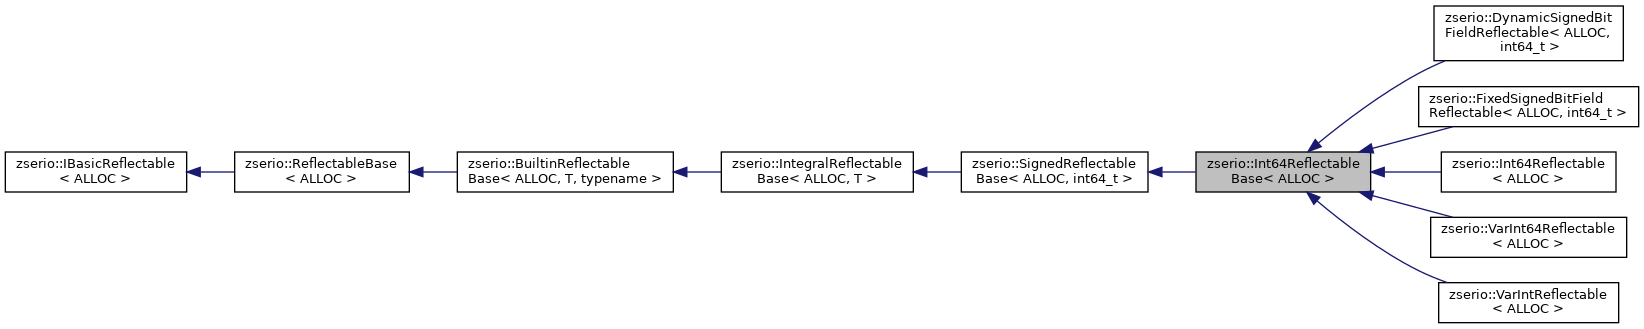 zserio::IBasicReflectable
< ALLOC >
zserio::ReflectableBase
< ALLOC >
zserio::BuiltinReflectable
Base< ALLOC, T, typename >
zserio::IntegralReflectable
Base< ALLOC, T >
zserio::SignedReflectable
Base< ALLOC, int64_t >
zserio::Int64Reflectable
Base< ALLOC >
zserio::DynamicSignedBit
FieldReflectable< ALLOC,
int64_t >
zserio::FixedSignedBitField
Reflectable< ALLOC, int64_t >
zserio::Int64Reflectable
< ALLOC >
zserio::VarInt64Reflectable
< ALLOC >
zserio::VarIntReflectable
< ALLOC >